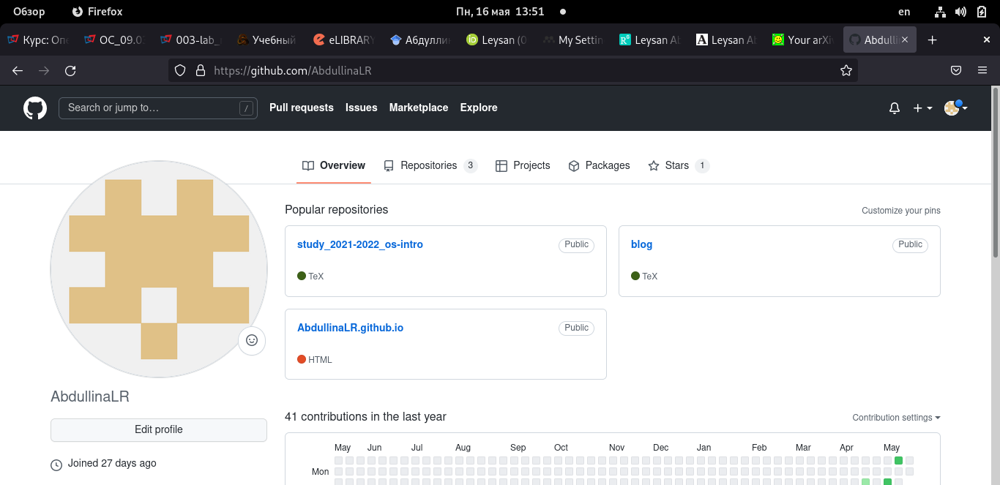 Обзор Firefox Пн, 16 мая 13:51 en
Курс: Опе ОС_09.0 003-lab_ Учебный eLIBRARY Абдулли Leysan (0 My Settin Leysan Ab Leysan Ab Your arXi Abdulli
https://github.com/AbdullinaLR
Search or jump to… / Pull requests Issues Marketplace Explore
Overview Repositories 3 Projects Packages Stars 1
Popular repositories Customize your pins
study_2021-2022_os-intro Public blog Public
TeX TeX
AbdullinaLR.github.io Public
HTML
AbdullinaLR
Edit profile
Joined 27 days ago
41 contributions in the last year Contribution settings
May Jun Jul Aug Sep Oct Nov Dec Jan Feb Mar Apr May
Mon